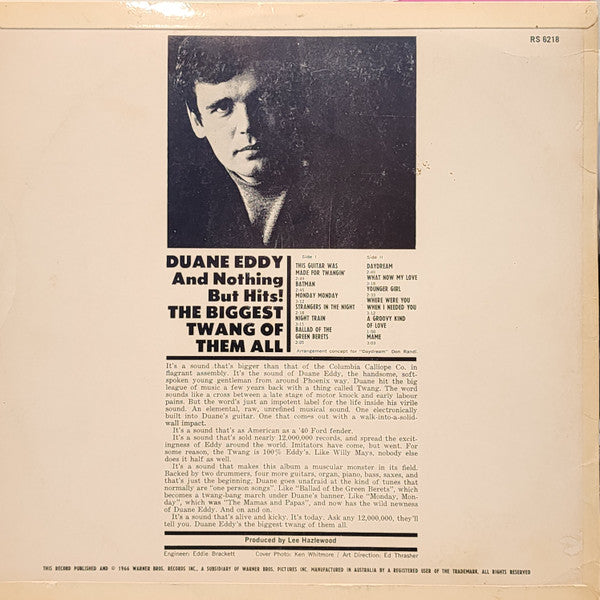 RS 6218
DUANE EDDY
And Nothing
But Hits!
THE BIGGEST
TWANG OF
THEM ALL
Side I
THIS GUITAR WAS
MADE FOR TWANGIN'
BATMAN
MONDAY MONDAY
STRANGERS IN THE NIGHT
NIGHT TRAIN
BALLAD OF THE
GREEN BERETS
Side II
DAYDREAM
WHAT NOW MY LOVE
YOUNGER GIRL
WHERE WERE YOU
WHEN I NEEDED YOU
A GROOVY KIND
OF LOVE
MAME
Arrangement concept for "Daydream" Don Randi
It's a sound that's bigger than that of the Columbia Calliope Co. in
flagrant assembly. It's the sound of Duane Eddy, the handsome, soft-
spoken young gentleman from around Phoenix way. Duane hit the big
league of music a few years back with a thing called Twang. The word
sounds like a cross between a late stage of motor knock and early labour
pains. But the word's just an impotent label for the life inside his virile
sound. An elemental, raw, unrefined musical sound. One electronically
built into Duane's guitar. One that comes out with a walk-into-a-solid-
wall impact.
It's a sound that's as American as a '40 Ford fender.
It's a sound that's sold nearly 12,000,000 records, and spread the excit-
ingness of Eddy around the world. Imitators have come, but went. For
some reason, the Twang is 100% Eddy's. Like Willy Mays, nobody else
does it half as well.
It's a sound that makes this album a muscular monster in its field.
Backed by two drummers, four more guitars, organ, piano, bass, saxes, and
that's just the beginning, Duane goes unafraid at the kind of tunes that
normally are "one person songs". Like "Ballad of the Green Berets", which
becomes a twang-bang march under Duane's banner. Like "Monday, Mon-
day", which was "The Mamas and Papas", and now has the wild newness
of Duane Eddy. And on and on.
It's a sound that's alive and kicky. It's today. Ask any 12,000,000, they'll
tell you. Duane Eddy's the biggest twang of them all.
Produced by Lee Hazlewood
Engineer: Eddie Brackett Cover Photo: Ken Whitmore / Art Direction: Ed Thrasher
THIS RECORD PUBLISHED AND © 1966 WARNER BROS. RECORDS INC., A SUBSIDIARY OF WARNER BROS. PICTURES INC. MANUFACTURED IN AUSTRALIA BY A REGISTERED USER OF THE TRADEMARK. ALL RIGHTS RESERVED